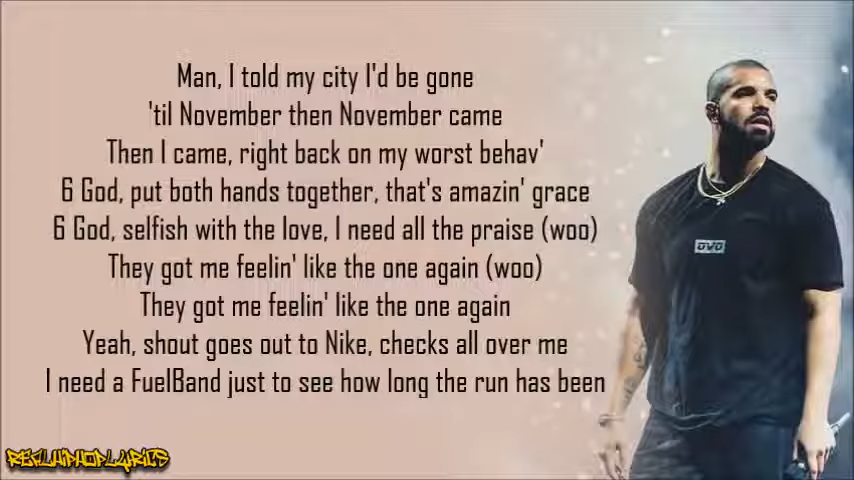 Man, I told my city I'd be gone
'til November then November came
Then I came, right back on my worst behav'
6 God, put both hands together, that's amazin' grace
6 God, selfish with the love, I need all the praise (woo)
They got me feelin' like the one again (woo)
They got me feelin' like the one again
Yeah, shout goes out to Nike, checks all over me
I need a FuelBand just to see how long the run has been
OVO
REALHIPHOPLYRICS